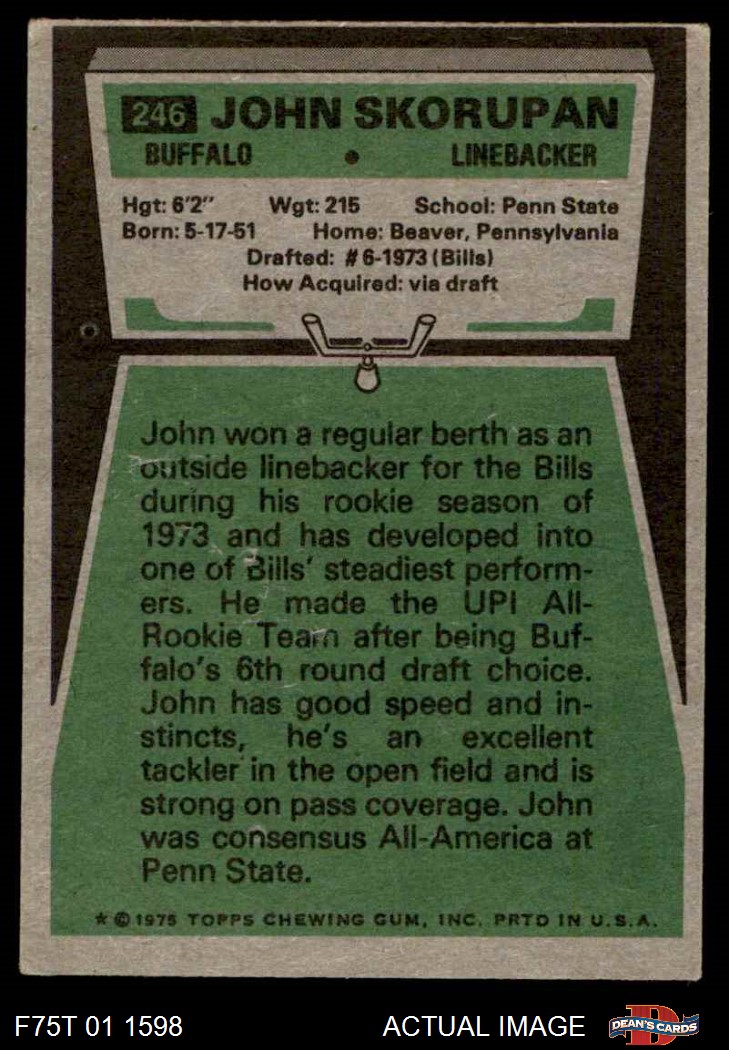 246 JOHN SKORUPAN
BUFFALO • LINEBACKER
Hgt: 6'2" Wgt: 215 School: Penn State
Born: 5-17-51 Home: Beaver, Pennsylvania
Drafted: #6-1973 (Bills)
How Acquired: via draft
John won a regular berth as an
outside linebacker for the Bills
during his rookie season of
1973 and has developed into
one of Bills' steadiest perform-
ers. He made the UPI All-
Rookie Team after being Buf-
falo's 6th round draft choice.
John has good speed and in-
stincts, he's an excellent
tackler in the open field and is
strong on pass coverage. John
was consensus All-America at
Penn State.
★ © 1975 TOPPS CHEWING GUM, INC. PRTD IN U.S.A.
F75T 01 1598 ACTUAL IMAGE DEAN'S CARDS